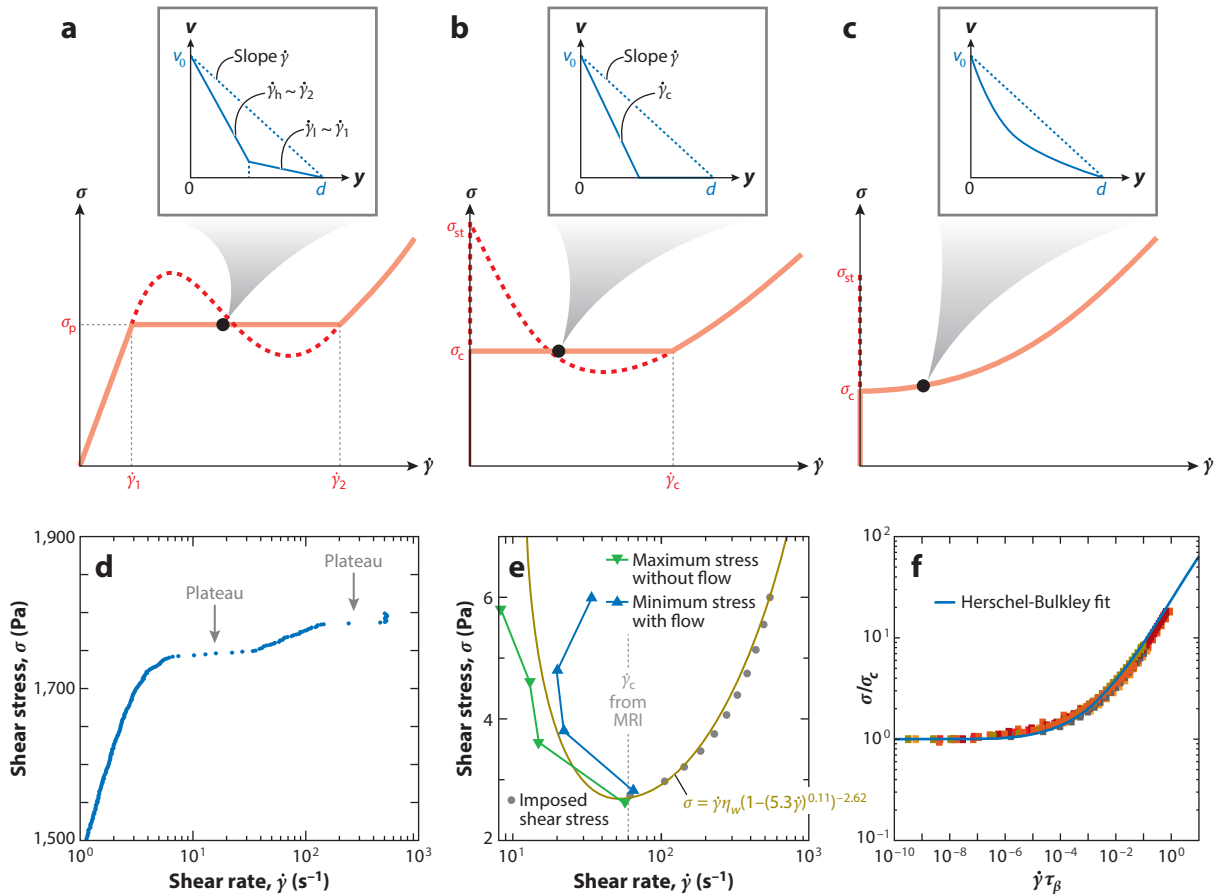 a
v
v₀
Slope γ̇
γ̇h ~ γ̇₂
γ̇l ~ γ̇₁
0
d
y
σ
σp
γ̇₁
γ̇₂
γ̇
b
v
v₀
Slope γ̇
γ̇c
0
d
y
σ
σst
σc
γ̇c
γ̇
c
v
v₀
0
d
y
σ
σst
σc
γ̇
d
1,900
1,800
1,700
1,500
Plateau
Plateau
Shear stress, σ (Pa)
10⁰
10¹
10²
10³
Shear rate, γ̇ (s⁻¹)
e
6
4
2
Maximum stress
without flow
Minimum stress
with flow
γ̇c
from
MRI
Imposed
shear stress
σ = γ̇ηw(1–(5.3γ̇)^0.11)^–2.62
Shear stress, σ (Pa)
10¹
10²
10³
Shear rate, γ̇ (s⁻¹)
f
10²
10¹
10⁰
10⁻¹
Herschel-Bulkley fit
σ/σc
10⁻¹⁰
10⁻⁸
10⁻⁶
10⁻⁴
10⁻²
10⁰
γ̇τβ